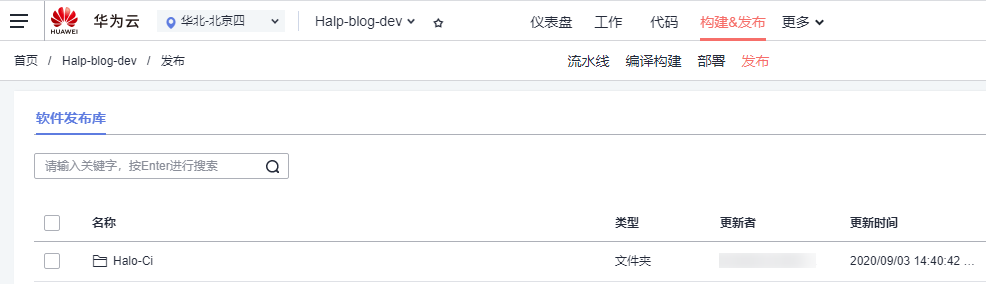 HUAWEI 华为云 华北-北京四 Halp-blog-dev 仪表盘 工作 代码 构建&发布 更多
首页 / Halp-blog-dev / 发布 流水线 编译构建 部署 发布
软件发布库
请输入关键字，按Enter进行搜索
名称 类型 更新者 更新时间
Halo-Ci 文件夹 2020/09/03 14:40:42 ...